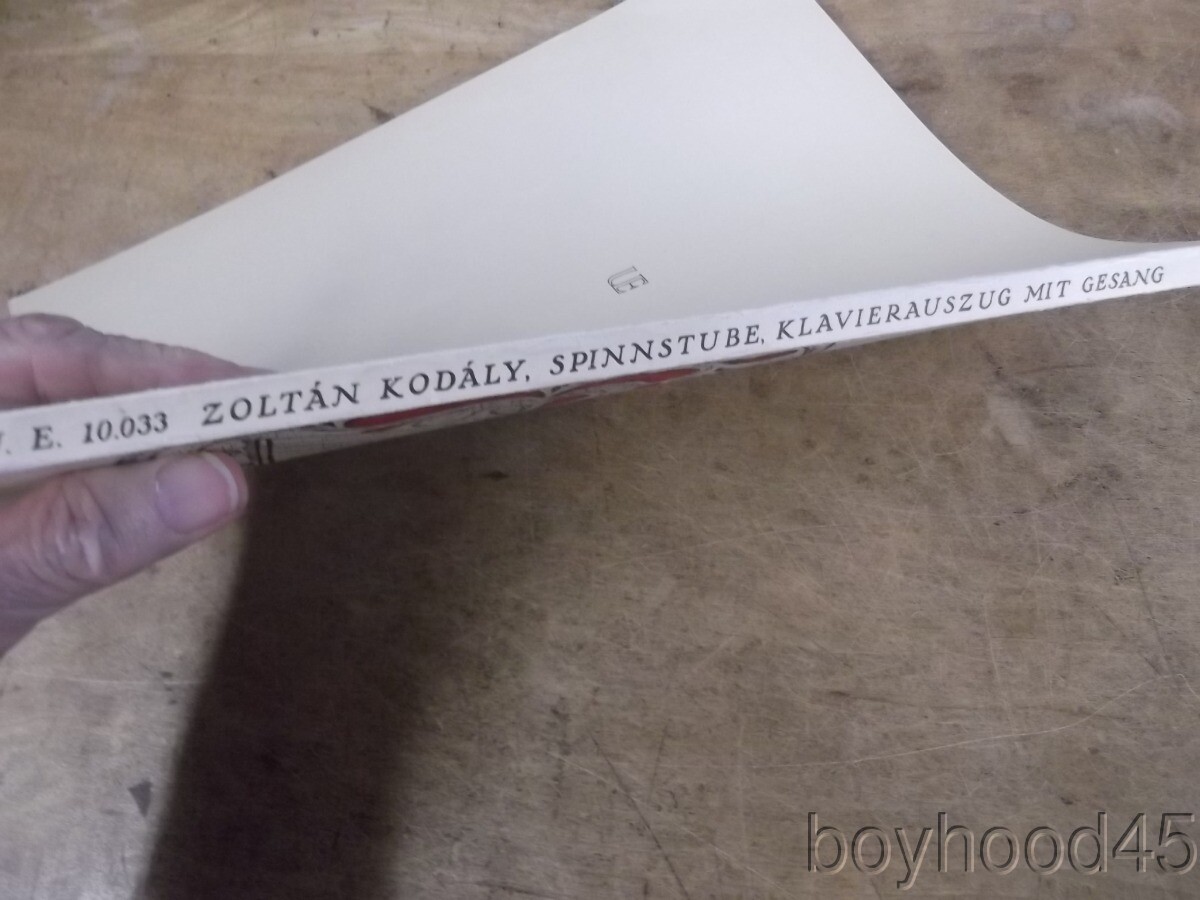 UE
E. 10.033 ZOLTÁN KODÁLY, SPINNSTUBE, KLAVIERAUSZUG MIT GESANG
boyhood45